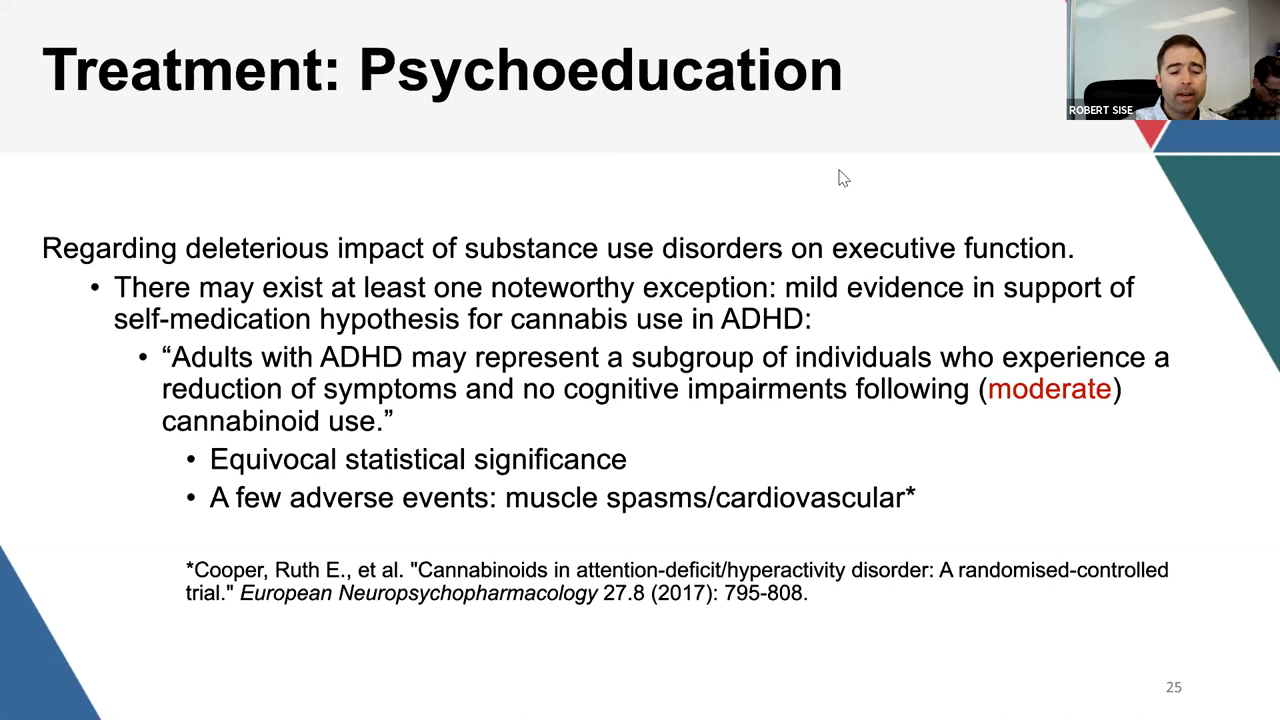 Treatment: Psychoeducation
ROBERT SISE
Regarding deleterious impact of substance use disorders on executive function.
• There may exist at least one noteworthy exception: mild evidence in support of
self-medication hypothesis for cannabis use in ADHD:
• “Adults with ADHD may represent a subgroup of individuals who experience a
reduction of symptoms and no cognitive impairments following (moderate)
cannabinoid use.”
• Equivocal statistical significance
• A few adverse events: muscle spasms/cardiovascular*
*Cooper, Ruth E., et al. "Cannabinoids in attention-deficit/hyperactivity disorder: A randomised-controlled
trial." European Neuropsychopharmacology 27.8 (2017): 795-808.
25